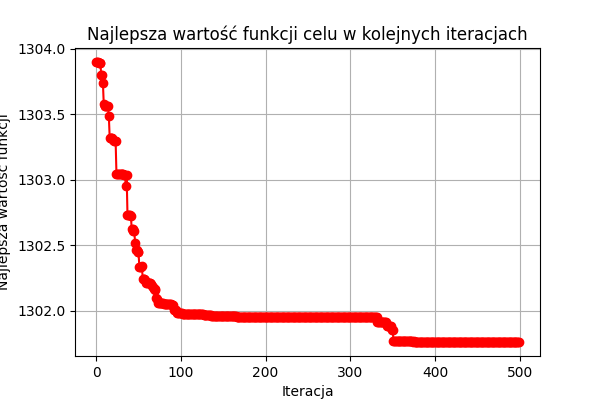 Najlepsza wartość funkcji celu w kolejnych iteracjach
Najlepsza wartość funkcji
1304.0
1303.5
1303.0
1302.5
1302.0
0 100 200 300 400 500
Iteracja